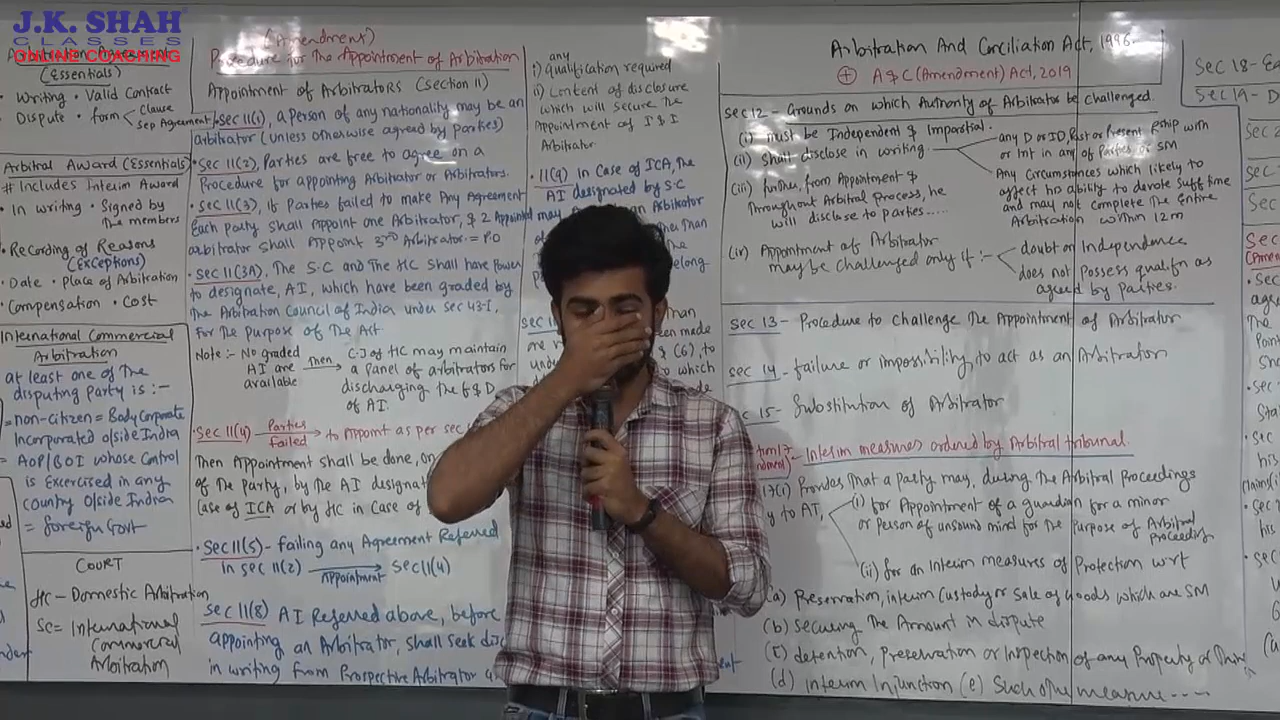 J.K. SHAH
CLASSES
ONLINE COACHING
Arbitration Agreement
(Essentials)
• Writing • Valid Contract
• Dispute • form Clause
Sep Agreement
Arbitral Award (Essentials)
# Includes Interim Award
• In writing • Signed by
The members
• Recording of Reasons
(Exceptions)
• Date • Place of Arbitration
• Compensation • Cost
International Commercial
Arbitration
at least one of The
disputing Party is :-
= non-citizen = Body Corporate
Incorporated o/side India
= AOP/BOI whose Control
is Excercised in any
country o/side India
= foreign Govt
COURT
HC - Domestic Arbitration
SC = International
Commercial
Arbitration
(Amendment)
Procedure for The Appointment of Arbitration
Appointment of Arbitrators (Section 11)
Sec 11(1), a Person of any nationality may be an
arbitrator (unless otherwise agreed by parties)
• Sec 11(2), Parties are free to agree on a
Procedure for appointing Arbitrator or Arbitrators.
• Sec 11(3), If Parties failed to make Any Agreement
Each party shall Appoint one Arbitrator, & 2 Appointed
arbitrator shall Appoint 3rd Arbitrator = P.O
• Sec 11(3A), The S.C and The HC shall have Power
to designate, AI, which have been graded by
The Arbitration Council of India under sec 43-I,
for the Purpose of The Act
Note :- No graded
AI are
available
Then
C.J of HC may maintain
a Panel of arbitrators for
discharging the f & D
of AI.
• Sec 11(4) Parties
failed to Appoint as per sec
Then Appointment shall be done, on
of the Party, by The AI designat
Case of ICA or by HC in Case of
• Sec 11(5) - failing any Agreement Referred
in sec 11(2) Appointment Sec 11(4)
Sec 11(8) AI Referred above, before
appointing an Arbitrator, shall seek disc
in writing from Prospective Arbitrator
any
i) Qualification required
ii) Content of disclosure
which will secure The
Appointment of I & I
Arbitrator
• 11(9) In Case of ICA, The
AI designated by S.C
may Arbitrator
Than
The
belong
Than
been made
(6), to
which
Arbitration And Conciliation Act, 1996.
+ A&C (Amendment) Act, 2019
Sec 12 - Grounds on which Authority of Arbitrator be challenged.
(i) must be Independent & Impartial.
(ii) Shall disclose in writing
any D or ID, Past or Present r/ship with
or Int in any of Parties or SM
Any Circumstances which likely to
affect his ability to devote Suff time
and may not Complete The Entire
Arbitration within 12m
(iii) further, from Appointment &
Throughout Arbitral Process, he
will disclose to parties.....
(iv) Appointment of Arbitrator
may be challenged only if :-
doubt on Independence
does not possess qualifn as
agreed by parties.
Sec 13 - Procedure to Challenge The Appointment of Arbitrator
Sec 14 - failure or impossibility to act as an Arbitrator
15 - Substitution of Arbitrator
Interim measures ordered by Arbitral tribunal.
17(1) Provides That a Party may, during The Arbitral Proceedings
to AT,
(i) for Appointment of a guardian for a minor
or Person of unsound mind for The Purpose of Arbitral
Proceeding
(ii) for an Interim measures of Protection wrt
(a) Preservation, interim Custody or Sale of Goods which are SM
(b) Securing The Amount in dispute
(c) detention, Preservation or Inspection of any Property or Thing
(d) Interim Injunction (e) Such other measure ----
Sec 18 - Eq
Sec 19 - D